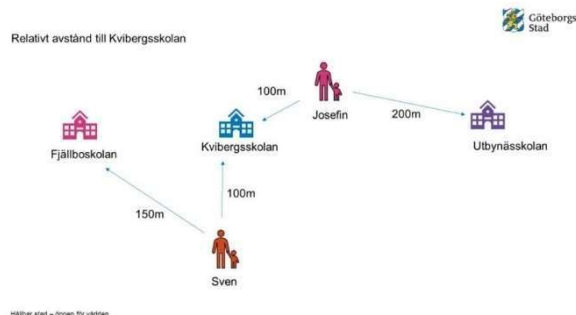 Göteborgs
Stad
Relativt avstånd till Kvibergsskolan
100m
Josefin
200m
Fjällboskolan
Kvibergsskolan
Utbynässkolan
150m
100m
Sven
Hållbar stad – öppen för världen